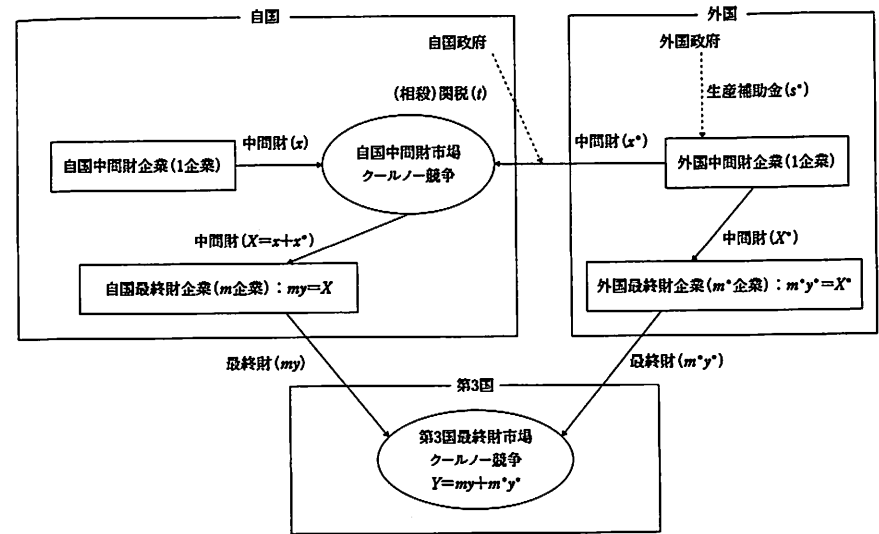 自国
外国
自国政府
外国政府
(相殺)関税(t)
生産補助金(s*)
中間財(x)
中間財(x*)
自国中間財企業(1企業)
自国中間財市場
クールノー競争
外国中間財企業(1企業)
中間財(X=x+x*)
中間財(X*)
自国最終財企業(m企業):my=X
外国最終財企業(m*企業):m*y*=X*
最終財(my)
最終財(m*y*)
第3国
第3国最終財市場
クールノー競争
Y=my+m*y*